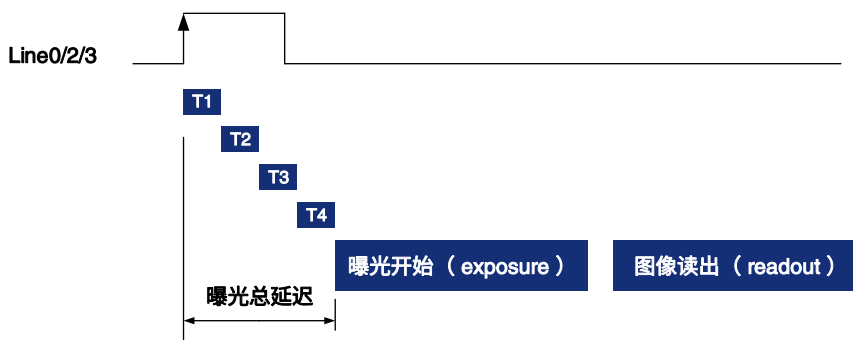 Line0/2/3
T1
T2
T3
T4
曝光开始（ exposure ）
图像读出（ readout ）
曝光总延迟